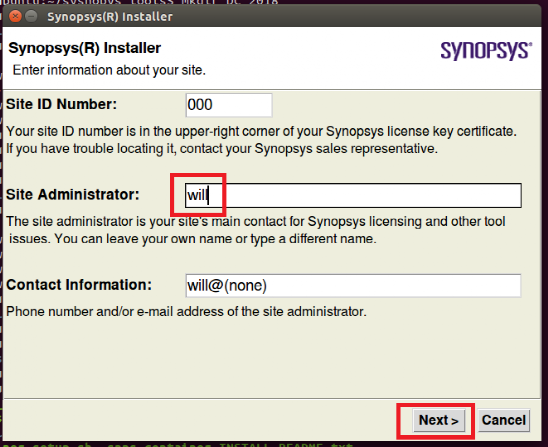 Synopsys(R) Installer
Synopsys(R) Installer
Enter information about your site.
SYNOPSYS®
Site ID Number:
000
Your site ID number is in the upper-right corner of your Synopsys license key certificate.
If you have trouble locating it, contact your Synopsys sales representative.
Site Administrator:
will
The site administrator is your site's main contact for Synopsys licensing and other tool
issues. You can leave your own name or type a different name.
Contact Information:
will@(none)
Phone number and/or e-mail address of the site administrator.
Next >
Cancel